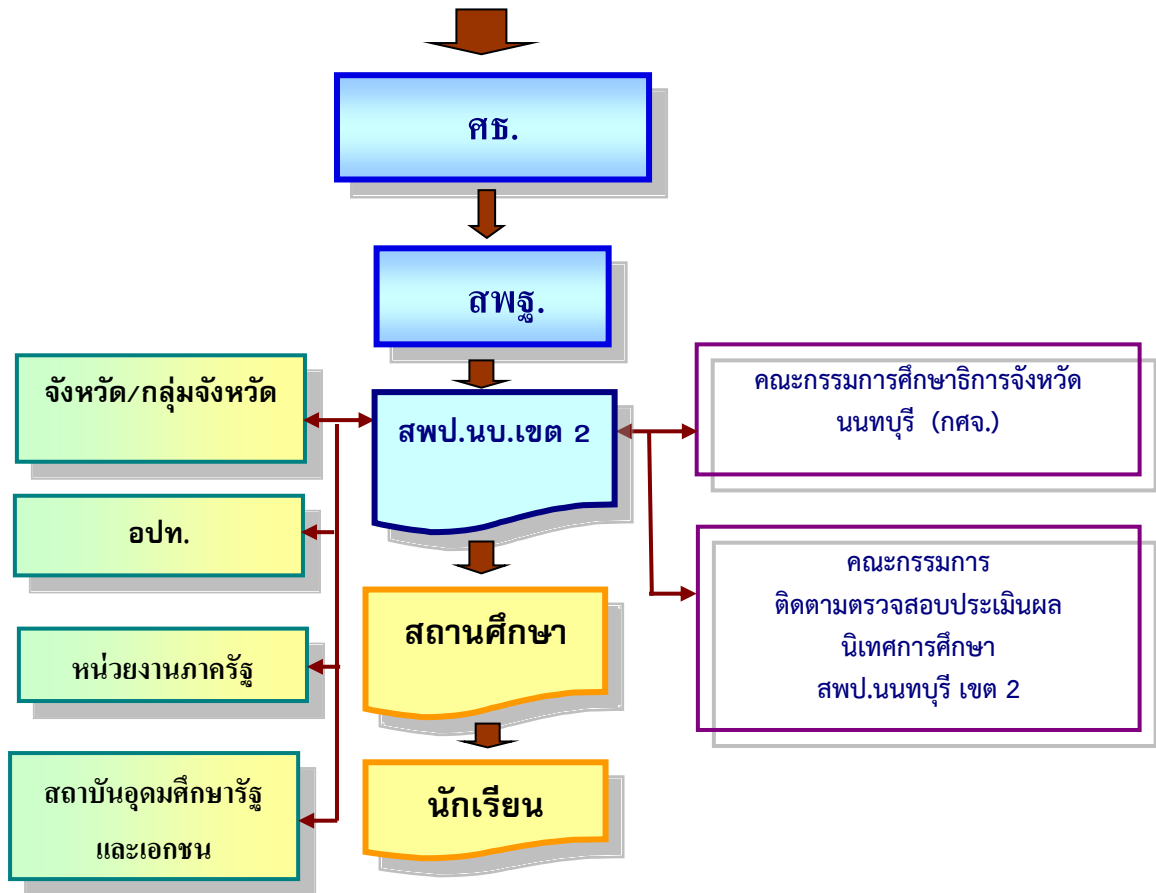 ศธ.
สพฐ.
จังหวัด/กลุ่มจังหวัด
สพป.นบ.เขต 2
คณะกรรมการศึกษาธิการจังหวัด
นนทบุรี (กศจ.)
อปท.
คณะกรรมการ
ติดตามตรวจสอบประเมินผล
นิเทศการศึกษา
สพป.นนทบุรี เขต 2
สถานศึกษา
หน่วยงานภาครัฐ
สถาบันอุดมศึกษารัฐ
และเอกชน
นักเรียน